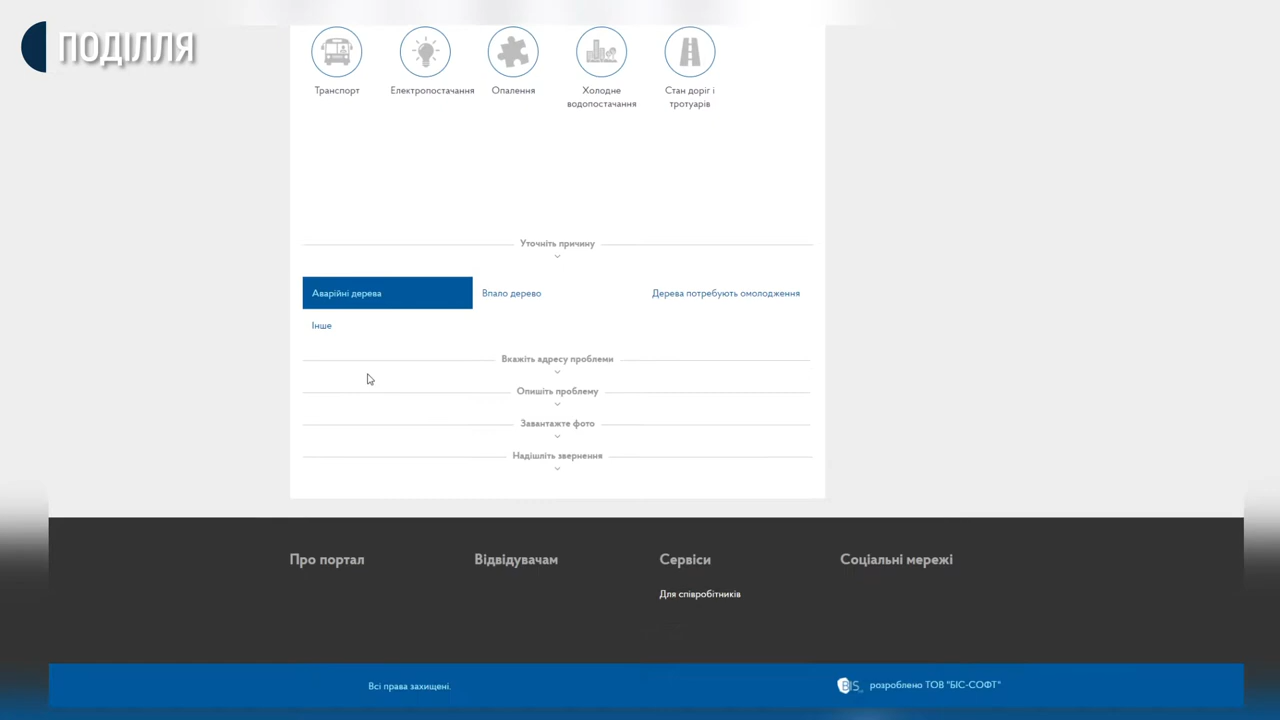 ПОДІЛЛЯ
Транспорт
Електропостачання
Опалення
Холодне
водопостачання
Стан доріг і
тротуарів
Уточніть причину
Аварійні дерева
Впало дерево
Дерева потребують омолодження
Інше
Вкажіть адресу проблеми
Опишіть проблему
Завантажте фото
Надішліть звернення
Про портал
Відвідувачам
Сервіси
Соціальні мережі
Для співробітників
Всі права захищені.
BIS
розроблено ТОВ "БІС-СОФТ"